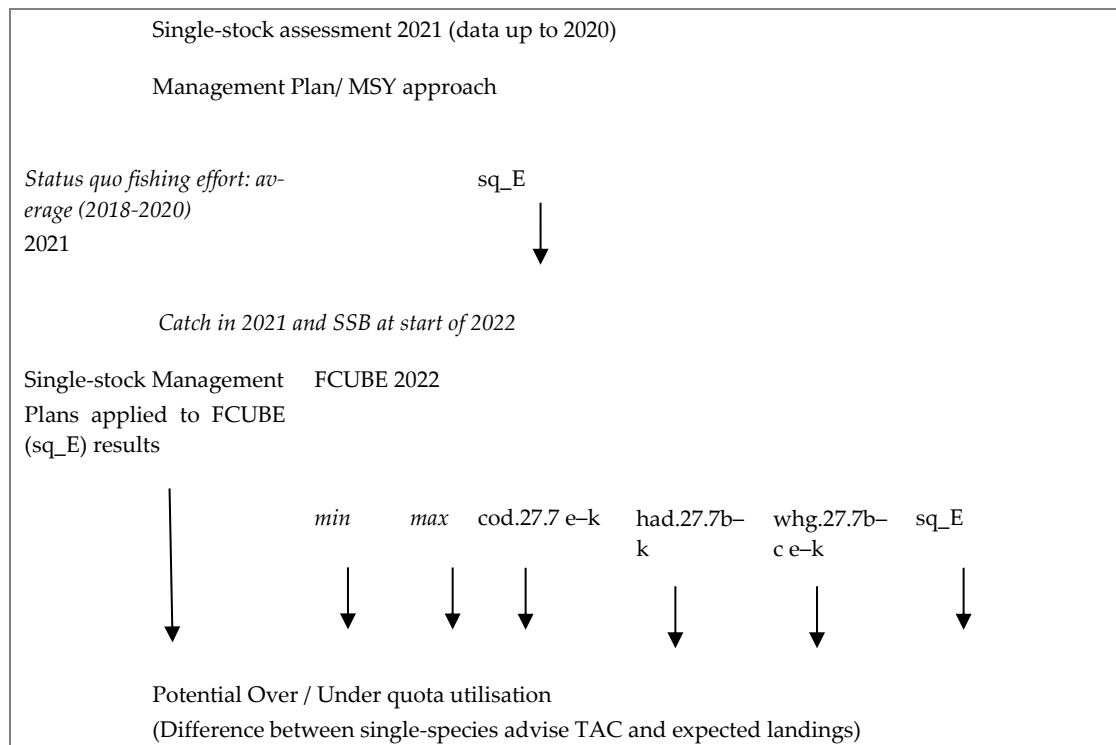 Single-stock assessment 2021 (data up to 2020)
Management Plan/ MSY approach
Status quo fishing effort: av-
erage (2018-2020)
2021
sq_E
Catch in 2021 and SSB at start of 2022
Single-stock Management
Plans applied to FCUBE
(sq_E) results
FCUBE 2022
min
max
cod.27.7 e–k
had.27.7b–
k
whg.27.7b–
c e–k
sq_E
Potential Over / Under quota utilisation
(Difference between single-species advise TAC and expected landings)